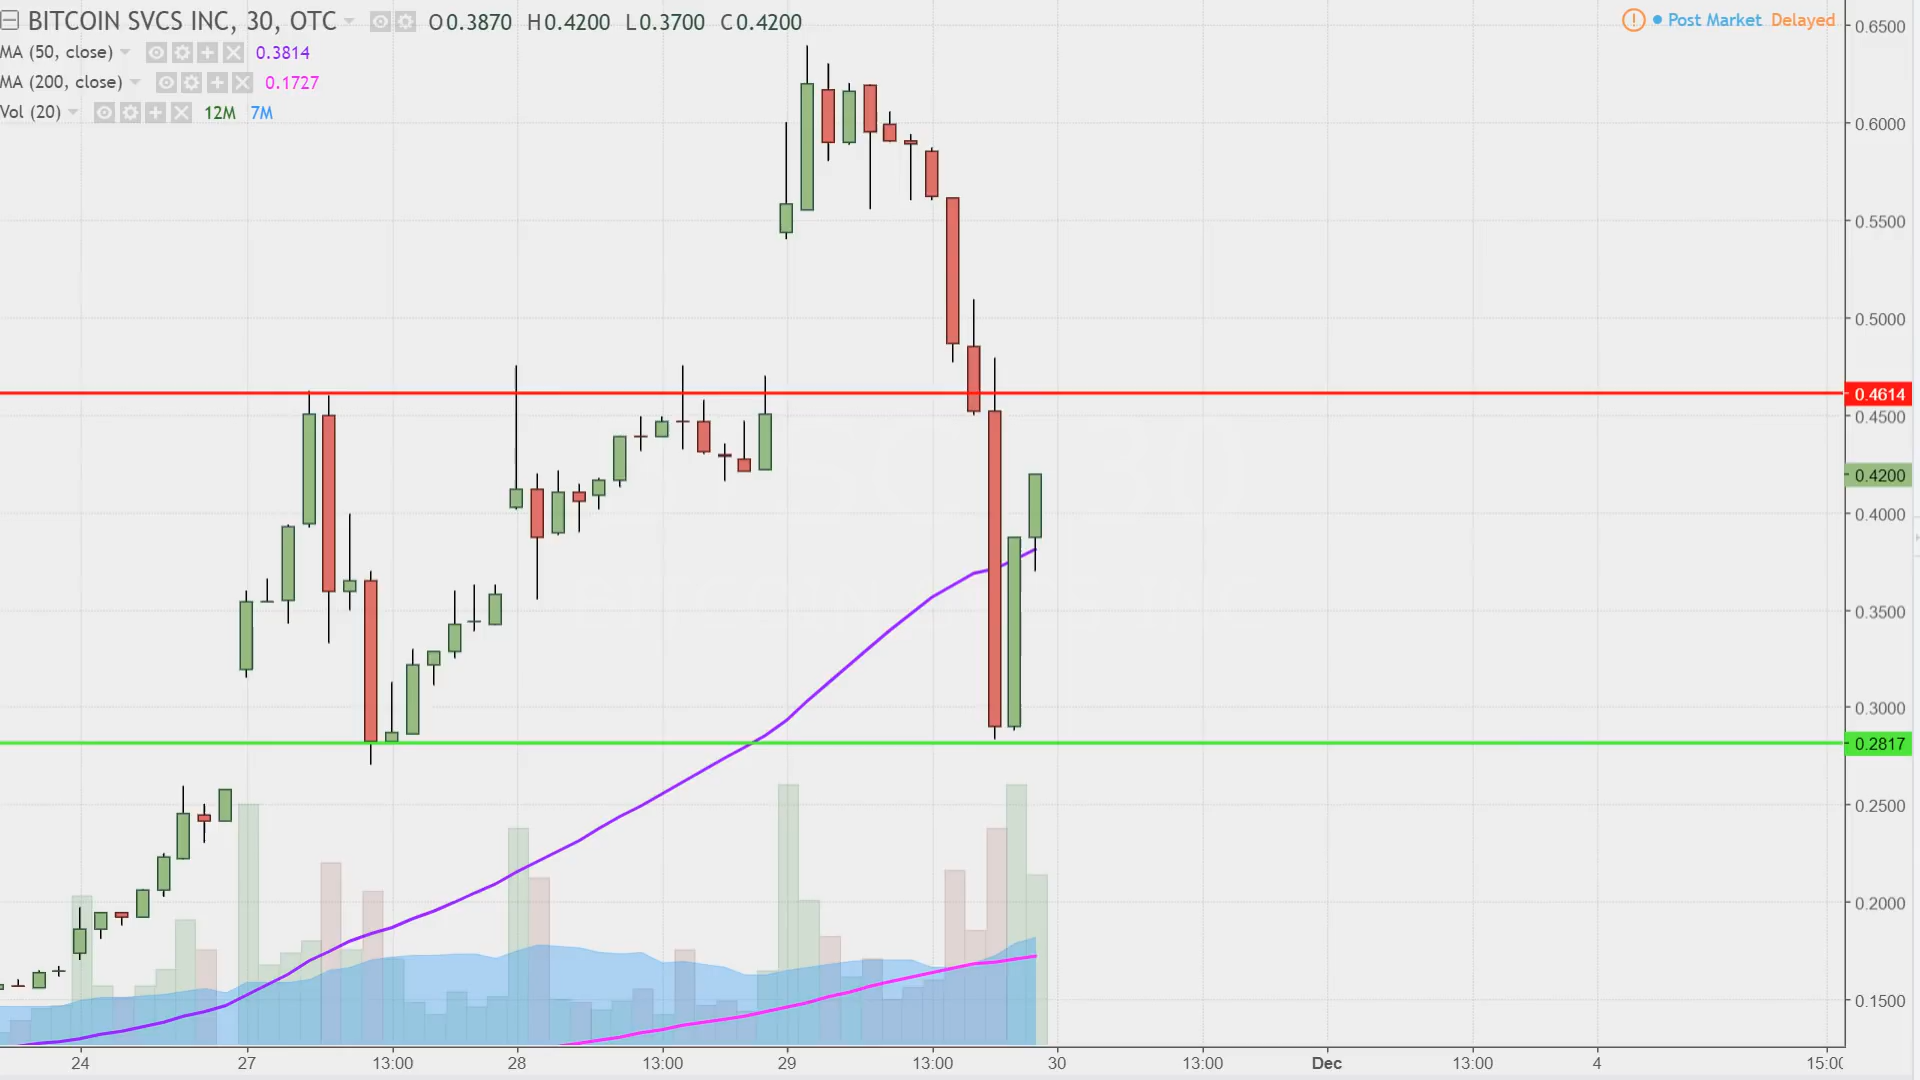 BITCOIN SVCS INC, 30, OTC O0.3870 H0.4200 L0.3700 C0.4200 Post Market Delayed
MA (50, close) 0.3814
MA (200, close) 0.1727
Vol (20) 12M 7M
0.6500
0.6000
0.5500
0.5000
0.4614
0.4500
0.4200
0.4000
0.3500
0.3000
0.2817
0.2500
0.2000
0.1500
24 27 13:00 28 13:00 29 13:00 30 13:00 Dec 13:00 4 15:00